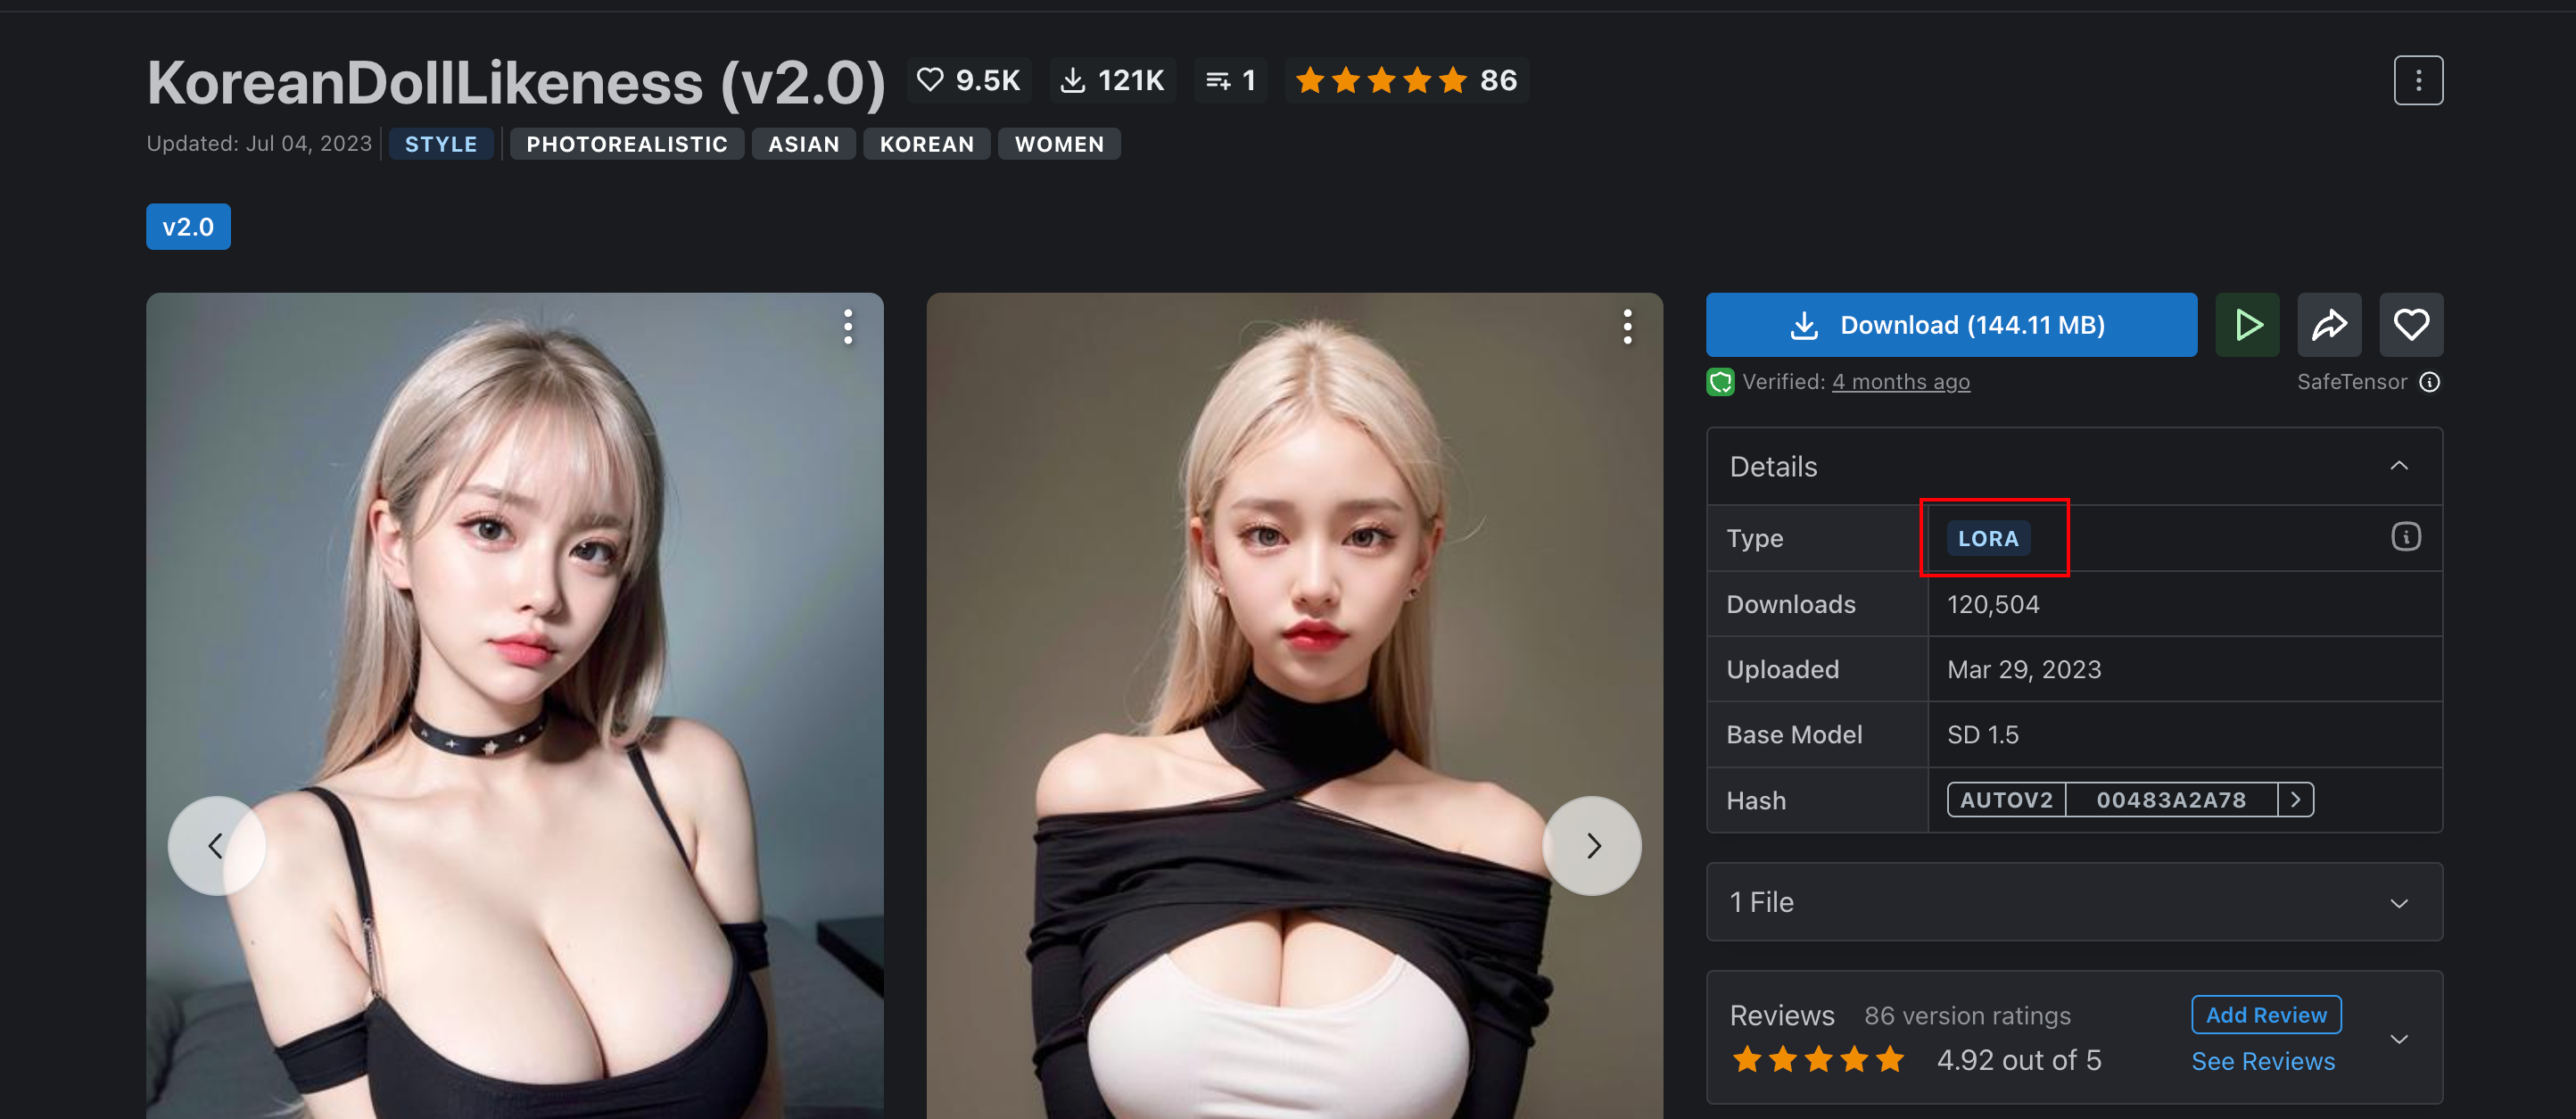 KoreanDollLikeness (v2.0) 9.5K 121K 1 86
Updated: Jul 04, 2023 STYLE PHOTOREALISTIC ASIAN KOREAN WOMEN
v2.0
Download (144.11 MB)
Verified: 4 months ago SafeTensor
Details
Type LORA
Downloads 120,504
Uploaded Mar 29, 2023
Base Model SD 1.5
Hash AUTOV2 00483A2A78
1 File
Reviews 86 version ratings Add Review
4.92 out of 5 See Reviews